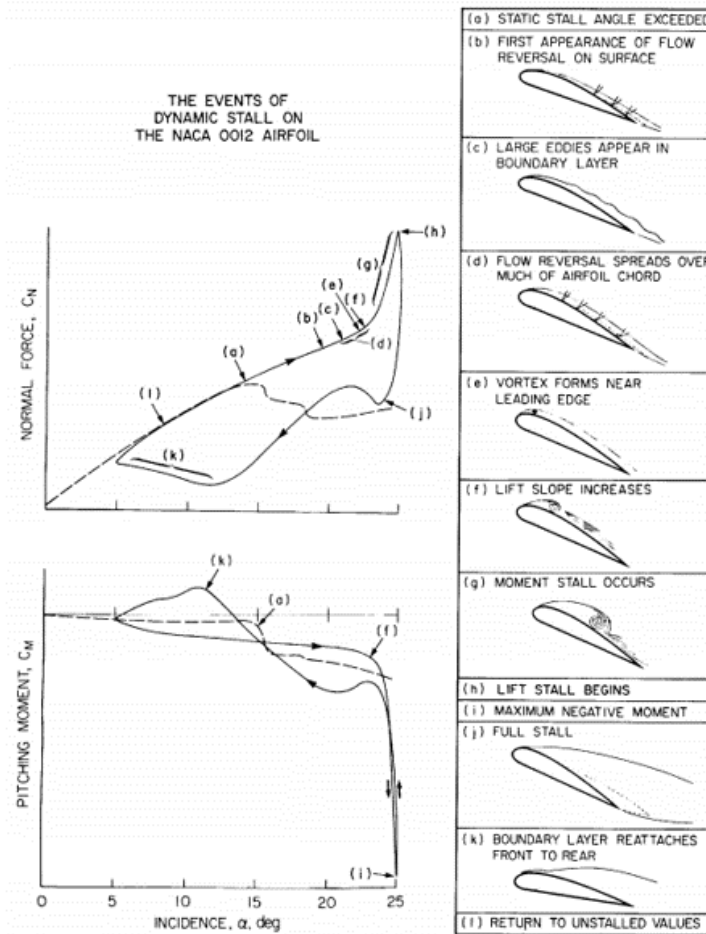 THE EVENTS OF
DYNAMIC STALL ON
THE NACA 0012 AIRFOIL
NORMAL FORCE, C_N
(a)
(b)
(c)
(d)
(e)
(f)
(g)
(h)
(j)
(k)
(l)
PITCHING MOMENT, C_M
(k)
(a)
(f)
(i)
0
5
10
15
20
25
INCIDENCE, α, deg
(a) STATIC STALL ANGLE EXCEEDED
(b) FIRST APPEARANCE OF FLOW
REVERSAL ON SURFACE
(c) LARGE EDDIES APPEAR IN
BOUNDARY LAYER
(d) FLOW REVERSAL SPREADS OVER
MUCH OF AIRFOIL CHORD
(e) VORTEX FORMS NEAR
LEADING EDGE
(f) LIFT SLOPE INCREASES
(g) MOMENT STALL OCCURS
(h) LIFT STALL BEGINS
(i) MAXIMUM NEGATIVE MOMENT
(j) FULL STALL
(k) BOUNDARY LAYER REATTACHES
FRONT TO REAR
(l) RETURN TO UNSTALLED VALUES